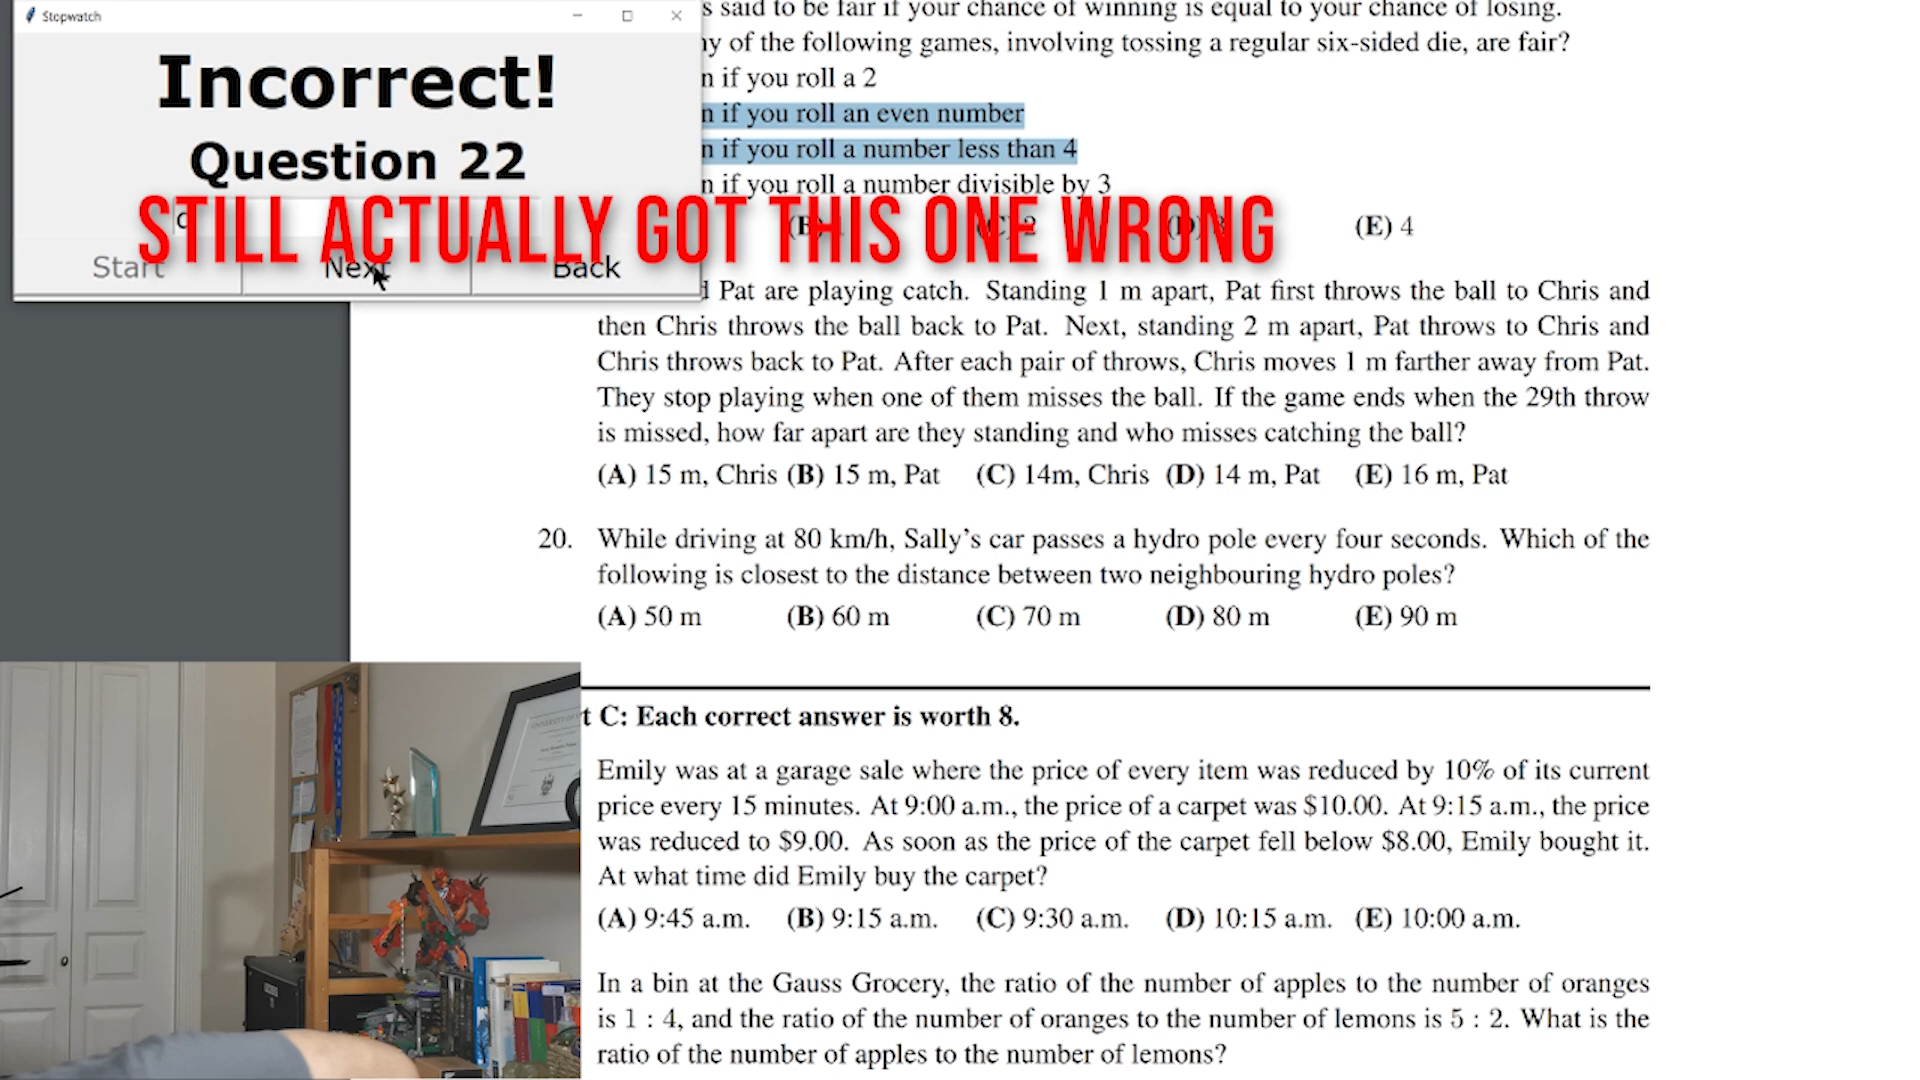 Stopwatch
Incorrect!
Question 22
STILL ACTUALLY GOT THIS ONE WRONG
Start Next Back
s said to be fair if your chance of winning is equal to your chance of losing.
y of the following games, involving tossing a regular six-sided die, are fair?
n if you roll a 2
n if you roll an even number
n if you roll a number less than 4
n if you roll a number divisible by 3
(E) 4
Pat are playing catch. Standing 1 m apart, Pat first throws the ball to Chris and
then Chris throws the ball back to Pat. Next, standing 2 m apart, Pat throws to Chris and
Chris throws back to Pat. After each pair of throws, Chris moves 1 m farther away from Pat.
They stop playing when one of them misses the ball. If the game ends when the 29th throw
is missed, how far apart are they standing and who misses catching the ball?
(A) 15 m, Chris (B) 15 m, Pat (C) 14m, Chris (D) 14 m, Pat (E) 16 m, Pat
20. While driving at 80 km/h, Sally's car passes a hydro pole every four seconds. Which of the
following is closest to the distance between two neighbouring hydro poles?
(A) 50 m (B) 60 m (C) 70 m (D) 80 m (E) 90 m
t C: Each correct answer is worth 8.
Emily was at a garage sale where the price of every item was reduced by 10% of its current
price every 15 minutes. At 9:00 a.m., the price of a carpet was $10.00. At 9:15 a.m., the price
was reduced to $9.00. As soon as the price of the carpet fell below $8.00, Emily bought it.
At what time did Emily buy the carpet?
(A) 9:45 a.m. (B) 9:15 a.m. (C) 9:30 a.m. (D) 10:15 a.m. (E) 10:00 a.m.
In a bin at the Gauss Grocery, the ratio of the number of apples to the number of oranges
is 1 : 4, and the ratio of the number of oranges to the number of lemons is 5 : 2. What is the
ratio of the number of apples to the number of lemons?